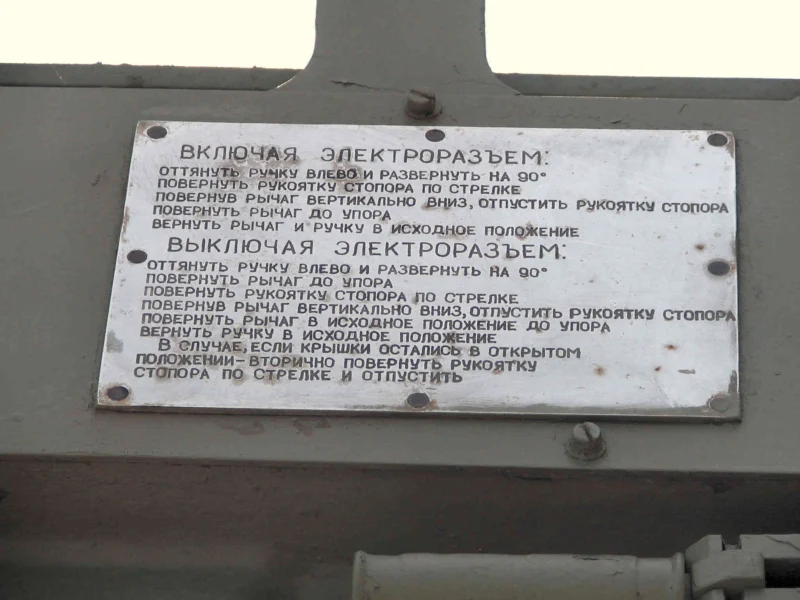 ВКЛЮЧАЯ ЭЛЕКТРОРАЗЪЕМ:
ОТТЯНУТЬ РУЧКУ ВЛЕВО И РАЗВЕРНУТЬ НА 90°
ПОВЕРНУТЬ РУКОЯТКУ СТОПОРА ПО СТРЕЛКЕ
ПОВЕРНУВ РЫЧАГ ВЕРТИКАЛЬНО ВНИЗ, ОТПУСТИТЬ РУКОЯТКУ СТОПОРА
ПОВЕРНУТЬ РЫЧАГ ДО УПОРА
ВЕРНУТЬ РЫЧАГ И РУЧКУ В ИСХОДНОЕ ПОЛОЖЕНИЕ
ВЫКЛЮЧАЯ ЭЛЕКТРОРАЗЪЕМ:
ОТТЯНУТЬ РУЧКУ ВЛЕВО И РАЗВЕРНУТЬ НА 90°
ПОВЕРНУТЬ РЫЧАГ ДО УПОРА
ПОВЕРНУТЬ РУКОЯТКУ СТОПОРА ПО СТРЕЛКЕ
ПОВЕРНУВ РЫЧАГ ВЕРТИКАЛЬНО ВНИЗ, ОТПУСТИТЬ РУКОЯТКУ СТОПОРА
ПОВЕРНУТЬ РЫЧАГ В ИСХОДНОЕ ПОЛОЖЕНИЕ ДО УПОРА
ВЕРНУТЬ РУЧКУ В ИСХОДНОЕ ПОЛОЖЕНИЕ
В СЛУЧАЕ, ЕСЛИ КРЫШКИ ОСТАЛИСЬ В ОТКРЫТОМ
ПОЛОЖЕНИИ-ВТОРИЧНО ПОВЕРНУТЬ РУКОЯТКУ
СТОПОРА ПО СТРЕЛКЕ И ОТПУСТИТЬ